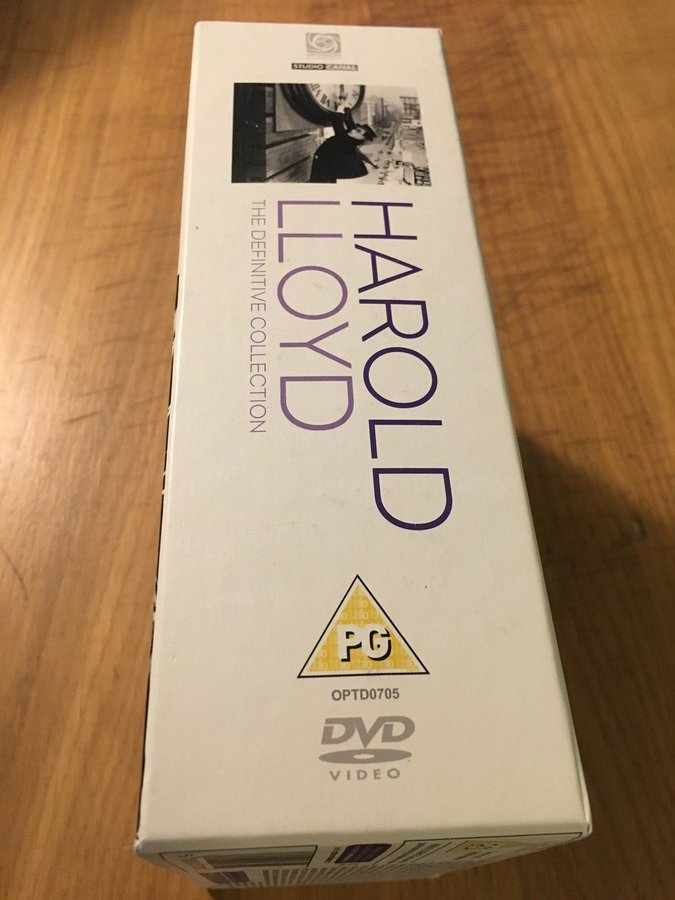 STUDIO CANAL
HAROLD
LLOYD
THE DEFINITIVE COLLECTION
PG
OPTD0705
DVD
VIDEO